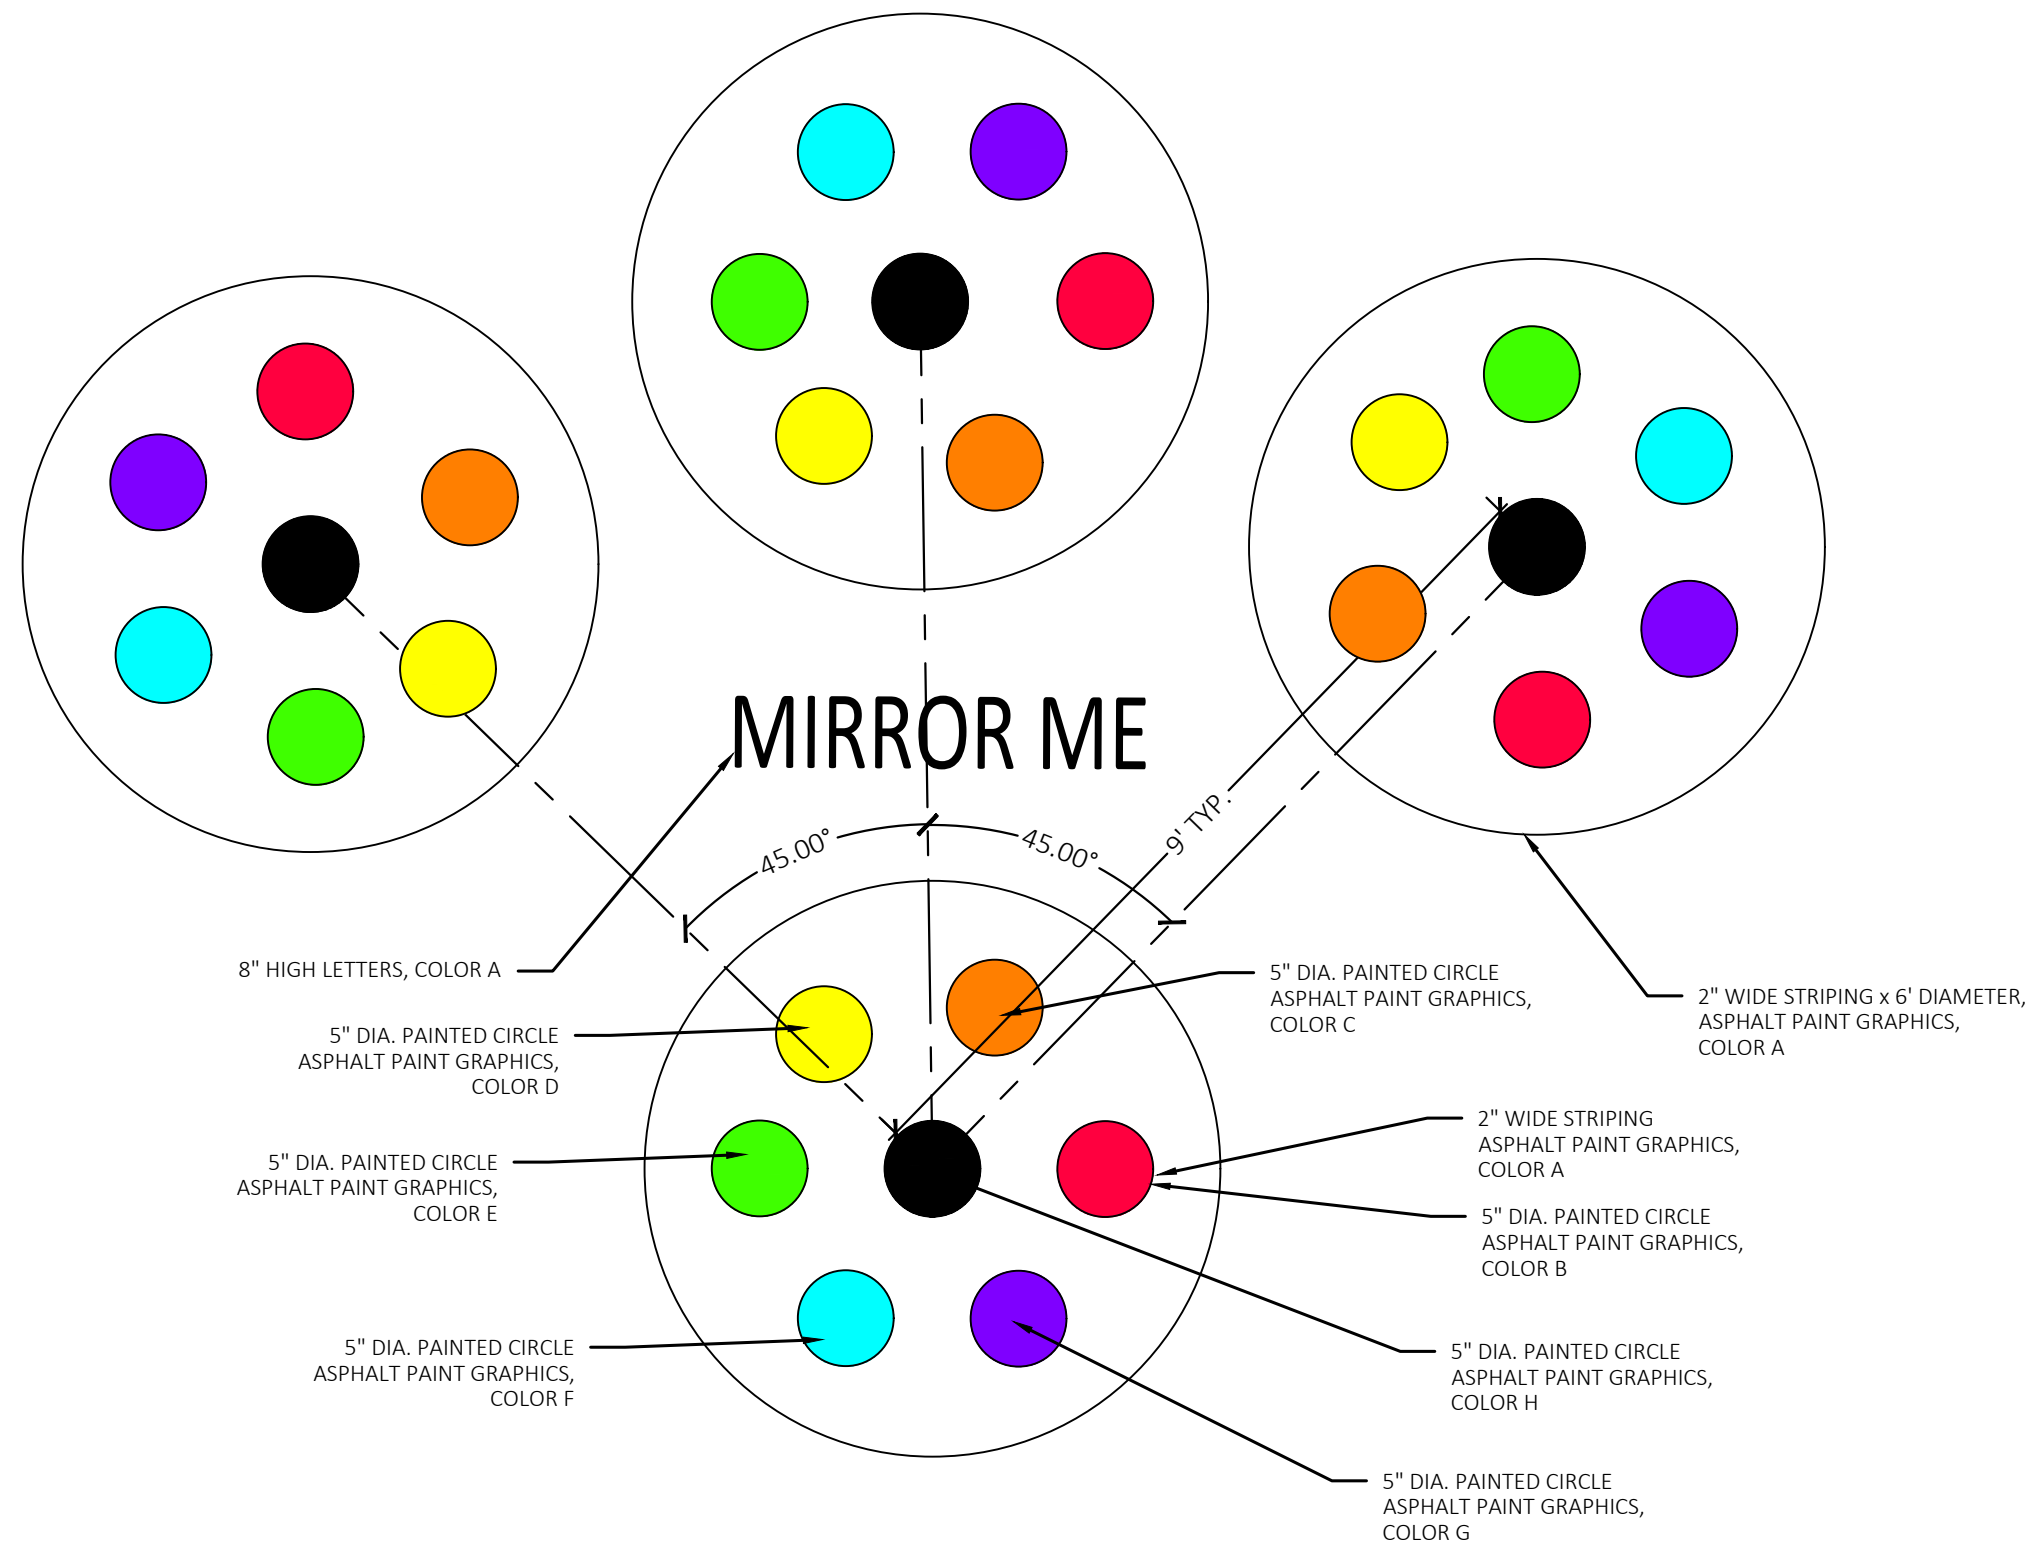 MIRROR ME
45.00°
45.00°
9' TYP.
8" HIGH LETTERS, COLOR A
5" DIA. PAINTED CIRCLE
ASPHALT PAINT GRAPHICS,
COLOR C
2" WIDE STRIPING x 6' DIAMETER,
ASPHALT PAINT GRAPHICS,
COLOR A
5" DIA. PAINTED CIRCLE
ASPHALT PAINT GRAPHICS,
COLOR D
2" WIDE STRIPING
ASPHALT PAINT GRAPHICS,
COLOR A
5" DIA. PAINTED CIRCLE
ASPHALT PAINT GRAPHICS,
COLOR E
5" DIA. PAINTED CIRCLE
ASPHALT PAINT GRAPHICS,
COLOR B
5" DIA. PAINTED CIRCLE
ASPHALT PAINT GRAPHICS,
COLOR F
5" DIA. PAINTED CIRCLE
ASPHALT PAINT GRAPHICS,
COLOR H
5" DIA. PAINTED CIRCLE
ASPHALT PAINT GRAPHICS,
COLOR G